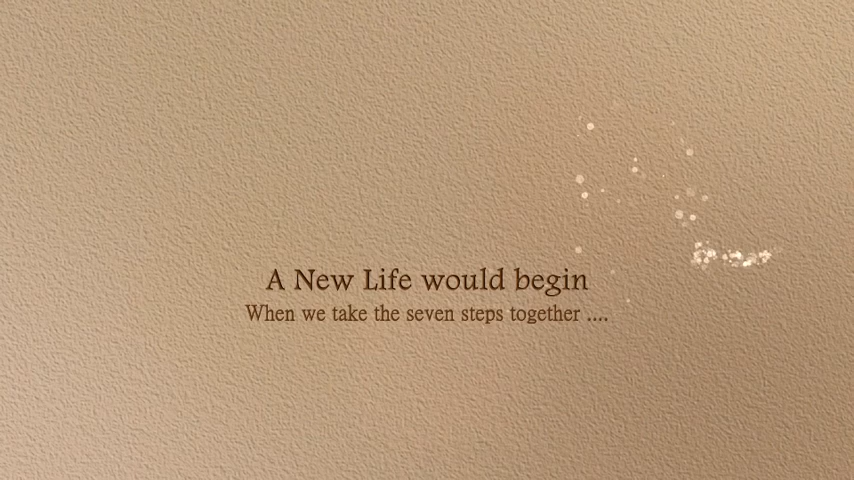 A New Life would begin
When we take the seven steps together ....